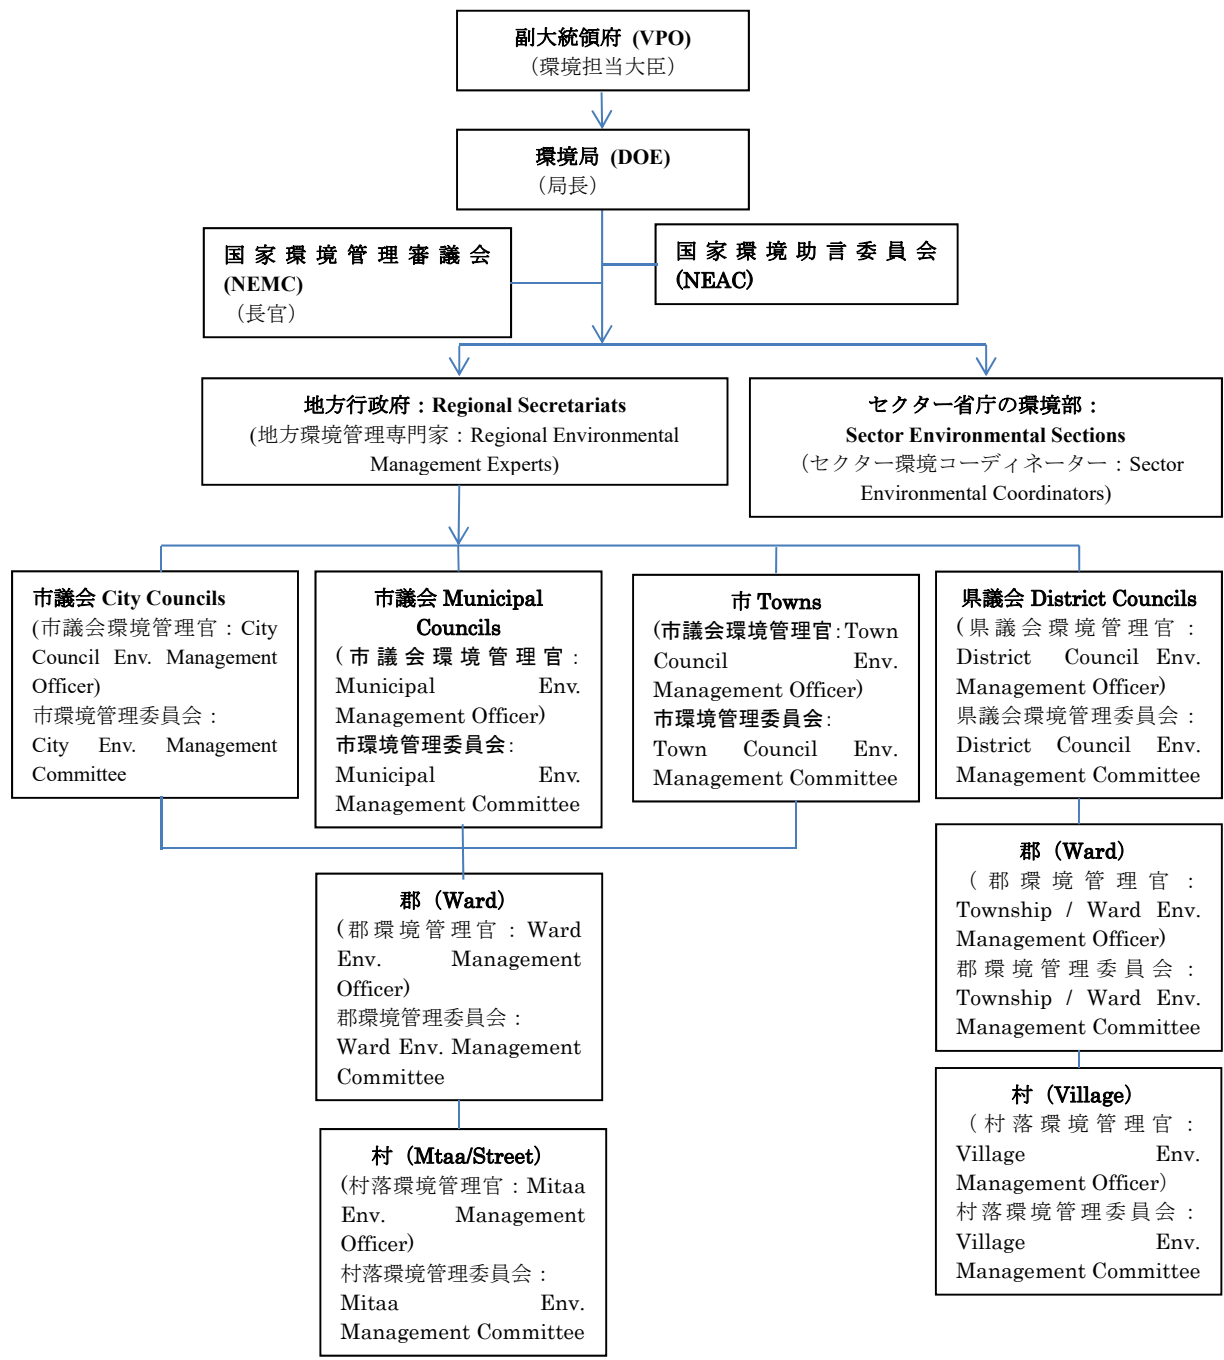 副大統領府 (VPO)
（環境担当大臣）
環境局 (DOE)
（局長）
国家環境管理審議会
(NEMC)
（長官）
国家環境助言委員会
(NEAC)
地方行政府：Regional Secretariats
(地方環境管理専門家：Regional Environmental
Management Experts)
セクター省庁の環境部：
Sector Environmental Sections
（セクター環境コーディネーター：Sector
Environmental Coordinators)
市議会 City Councils
(市議会環境管理官：City
Council Env. Management
Officer)
市環境管理委員会：
City Env. Management
Committee
市議会 Municipal
Councils
(市議会環境管理官：
Municipal Env.
Management Officer)
市環境管理委員会：
Municipal Env.
Management Committee
市 Towns
(市議会環境管理官：Town
Council Env.
Management Officer)
市環境管理委員会：
Town Council Env.
Management Committee
県議会 District Councils
(県議会環境管理官：
District Council Env.
Management Officer)
県議会環境管理委員会：
District Council Env.
Management Committee
郡（Ward）
(郡環境管理官：Ward
Env. Management
Officer)
郡環境管理委員会：
Ward Env. Management
Committee
郡（Ward）
（郡環境管理官：
Township / Ward Env.
Management Officer)
郡環境管理委員会：
Township / Ward Env.
Management Committee
村（Mtaa/Street）
(村落環境管理官：Mitaa
Env. Management
Officer)
村落環境管理委員会：
Mitaa Env.
Management Committee
村（Village）
（村落環境管理官：
Village Env.
Management Officer）
村落環境管理委員会：
Village Env.
Management Committee